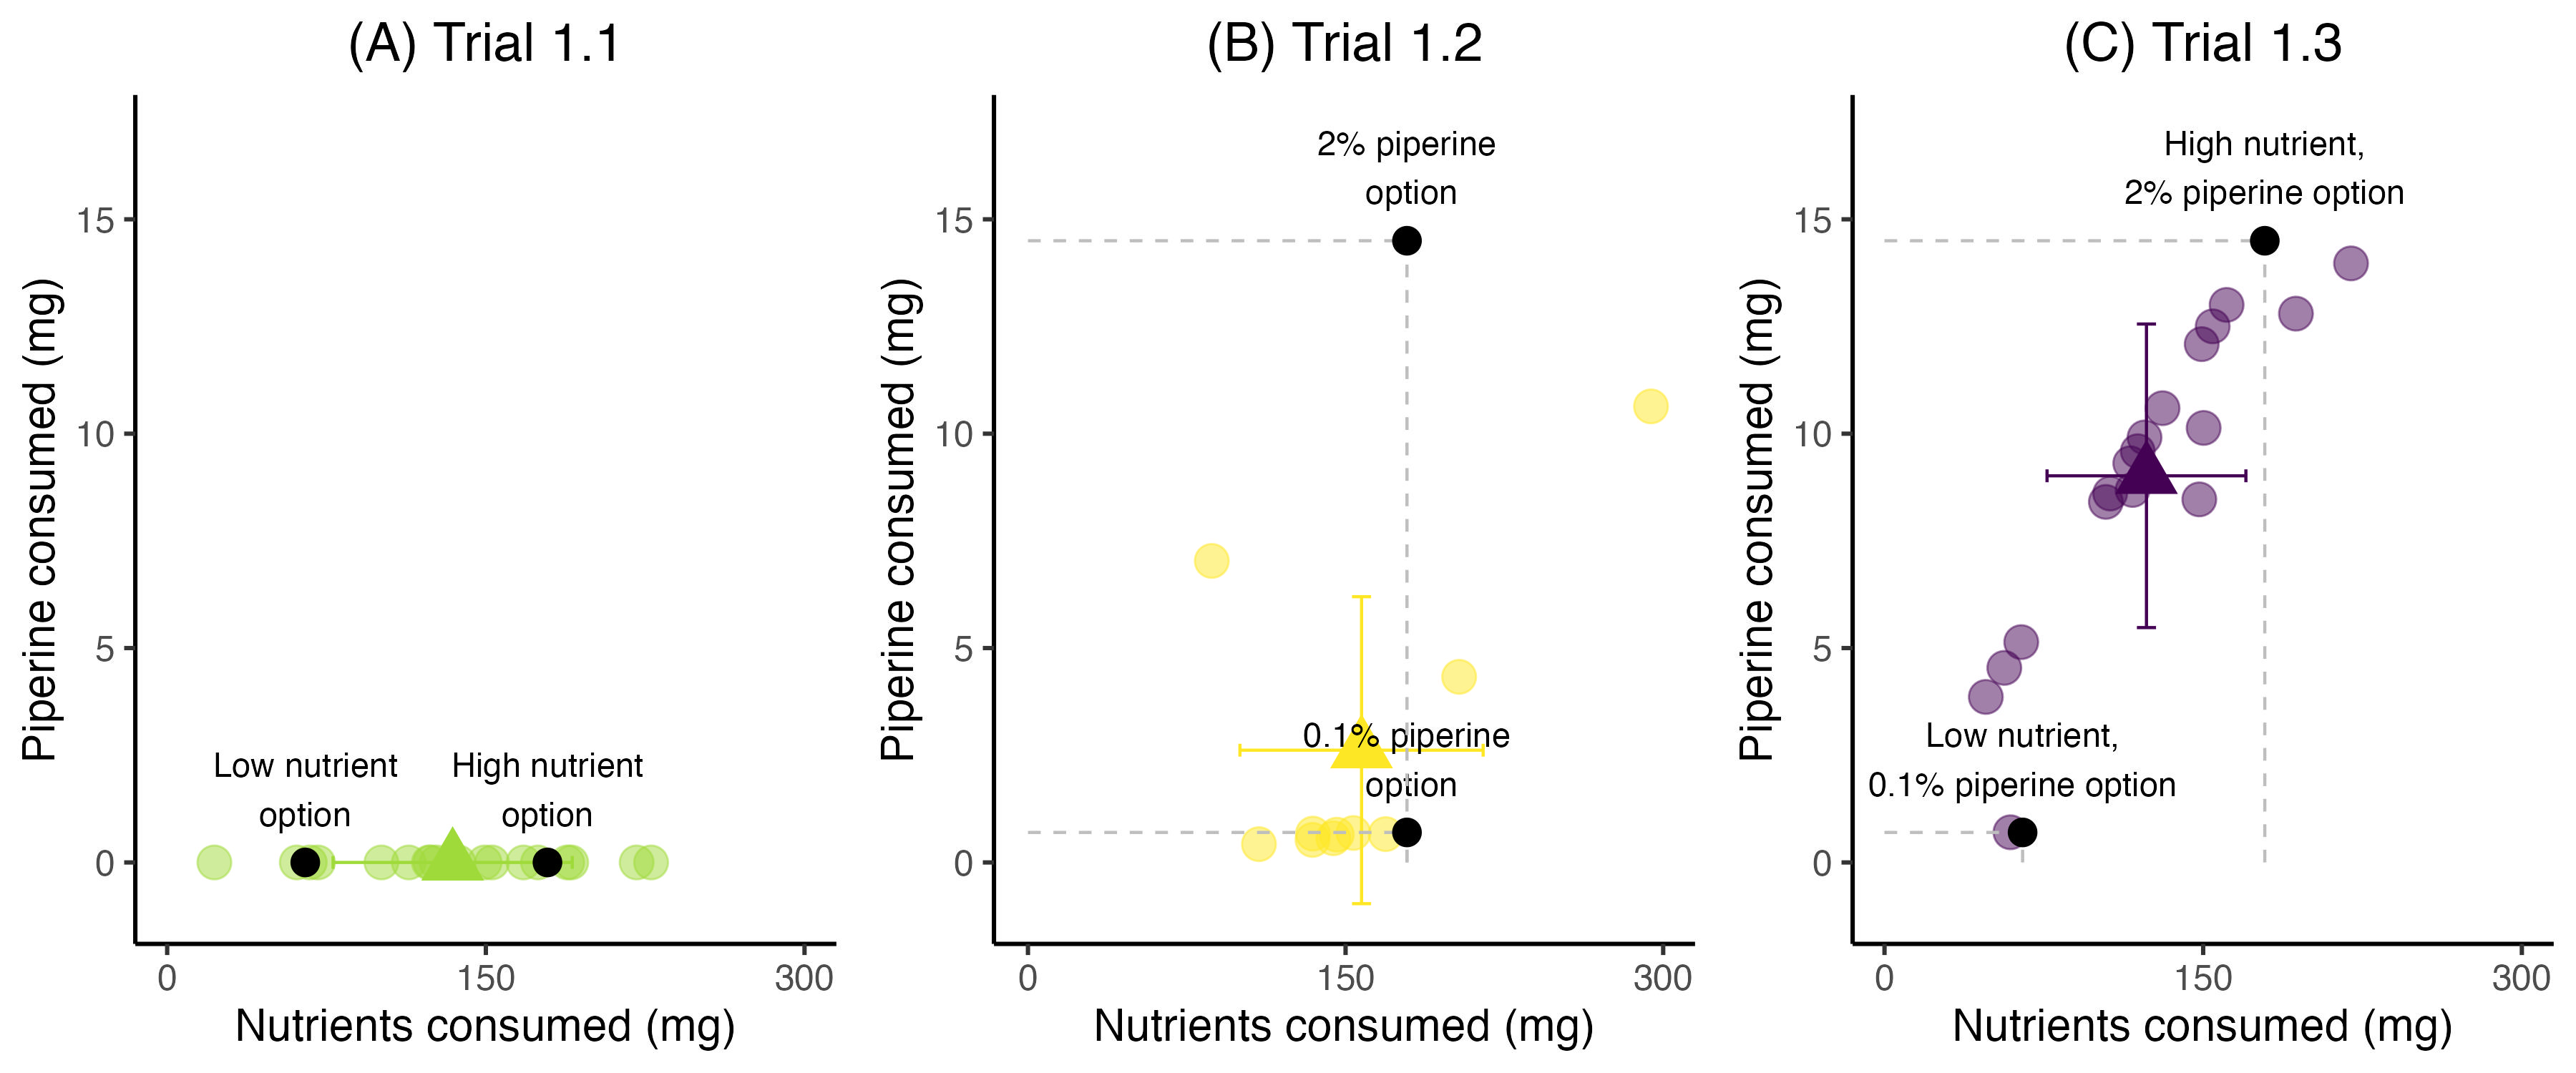 (A) Trial 1.1
Piperine consumed (mg)
15
10
5
0
Low nutrient
option
High nutrient
option
0
150
300
Nutrients consumed (mg)
(B) Trial 1.2
Piperine consumed (mg)
15
10
5
0
2% piperine
option
0.1% piperine
option
0
150
300
Nutrients consumed (mg)
(C) Trial 1.3
Piperine consumed (mg)
15
10
5
0
High nutrient,
2% piperine option
Low nutrient,
0.1% piperine option
0
150
300
Nutrients consumed (mg)